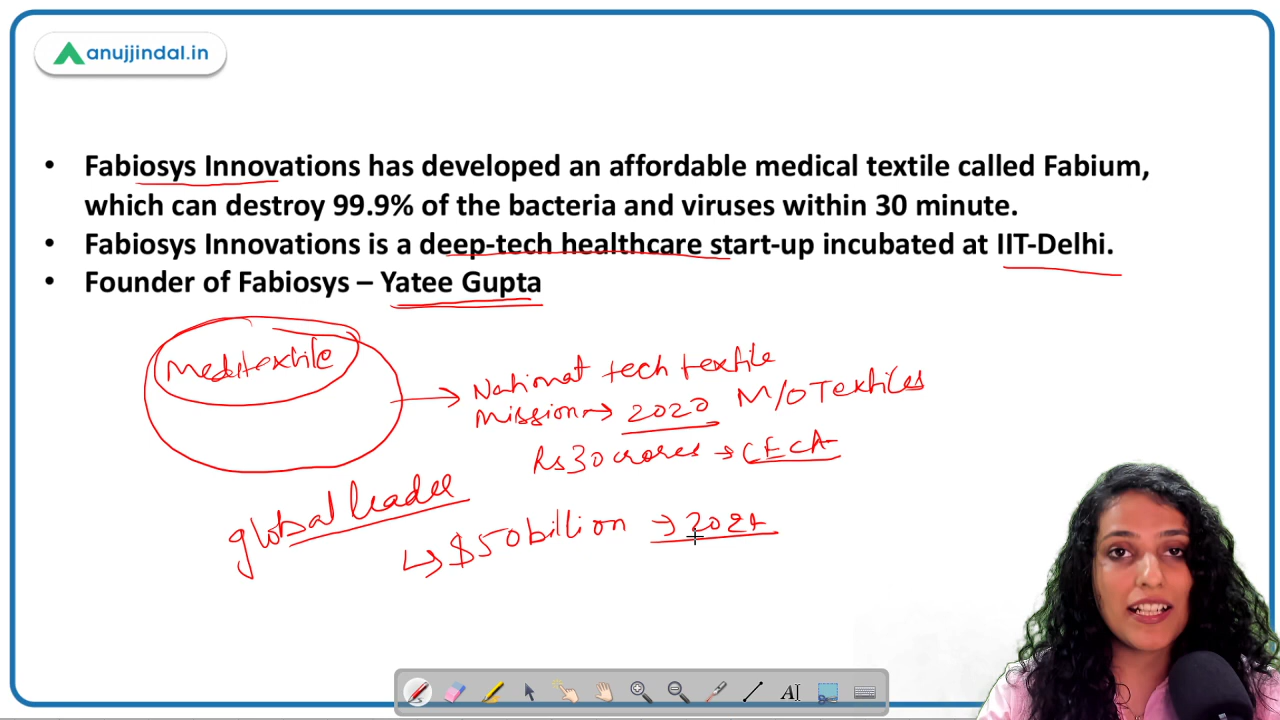 anujjindal.in
• Fabiosys Innovations has developed an affordable medical textile called Fabium,
which can destroy 99.9% of the bacteria and viruses within 30 minute.
• Fabiosys Innovations is a deep-tech healthcare start-up incubated at IIT-Delhi.
• Founder of Fabiosys – Yatee Gupta
Meditextile
National tech textile
Mission → 2020 M/O Textiles
Rs 30 crores →
global leader
↳ $50 billion → 2024
AI